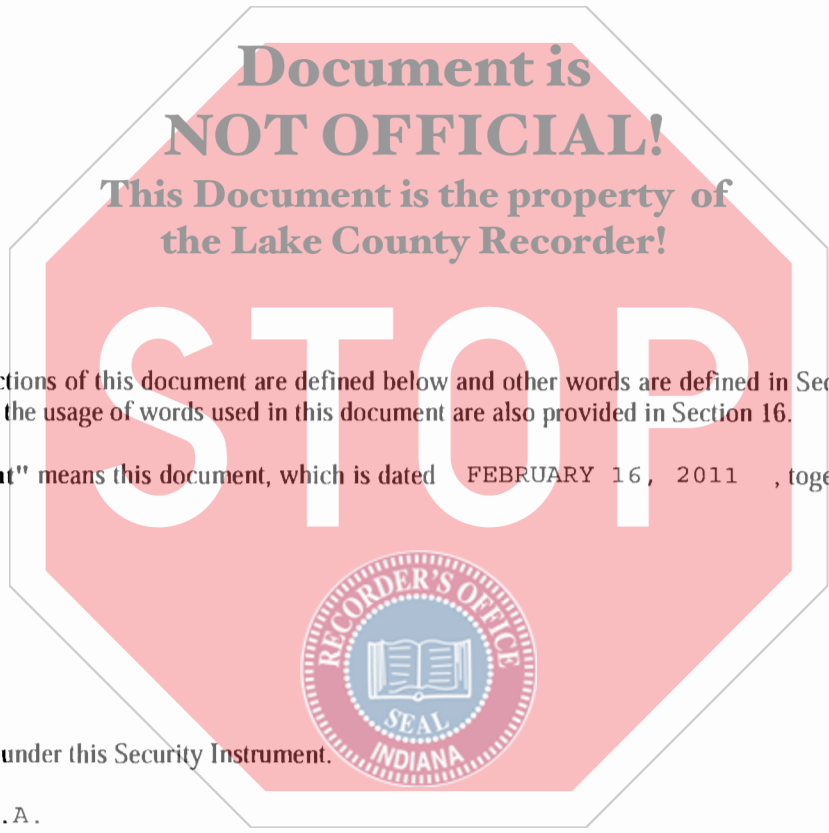 Document is
NOT OFFICIAL!
This Document is the property of
the Lake County Recorder!
STOP
ctions of this document are defined below and other words are defined in Sec
the usage of words used in this document are also provided in Section 16.
t" means this document, which is dated FEBRUARY 16, 2011 , toge
RECORDER'S OFFICE
SEAL
INDIANA
under this Security Instrument.
.A.